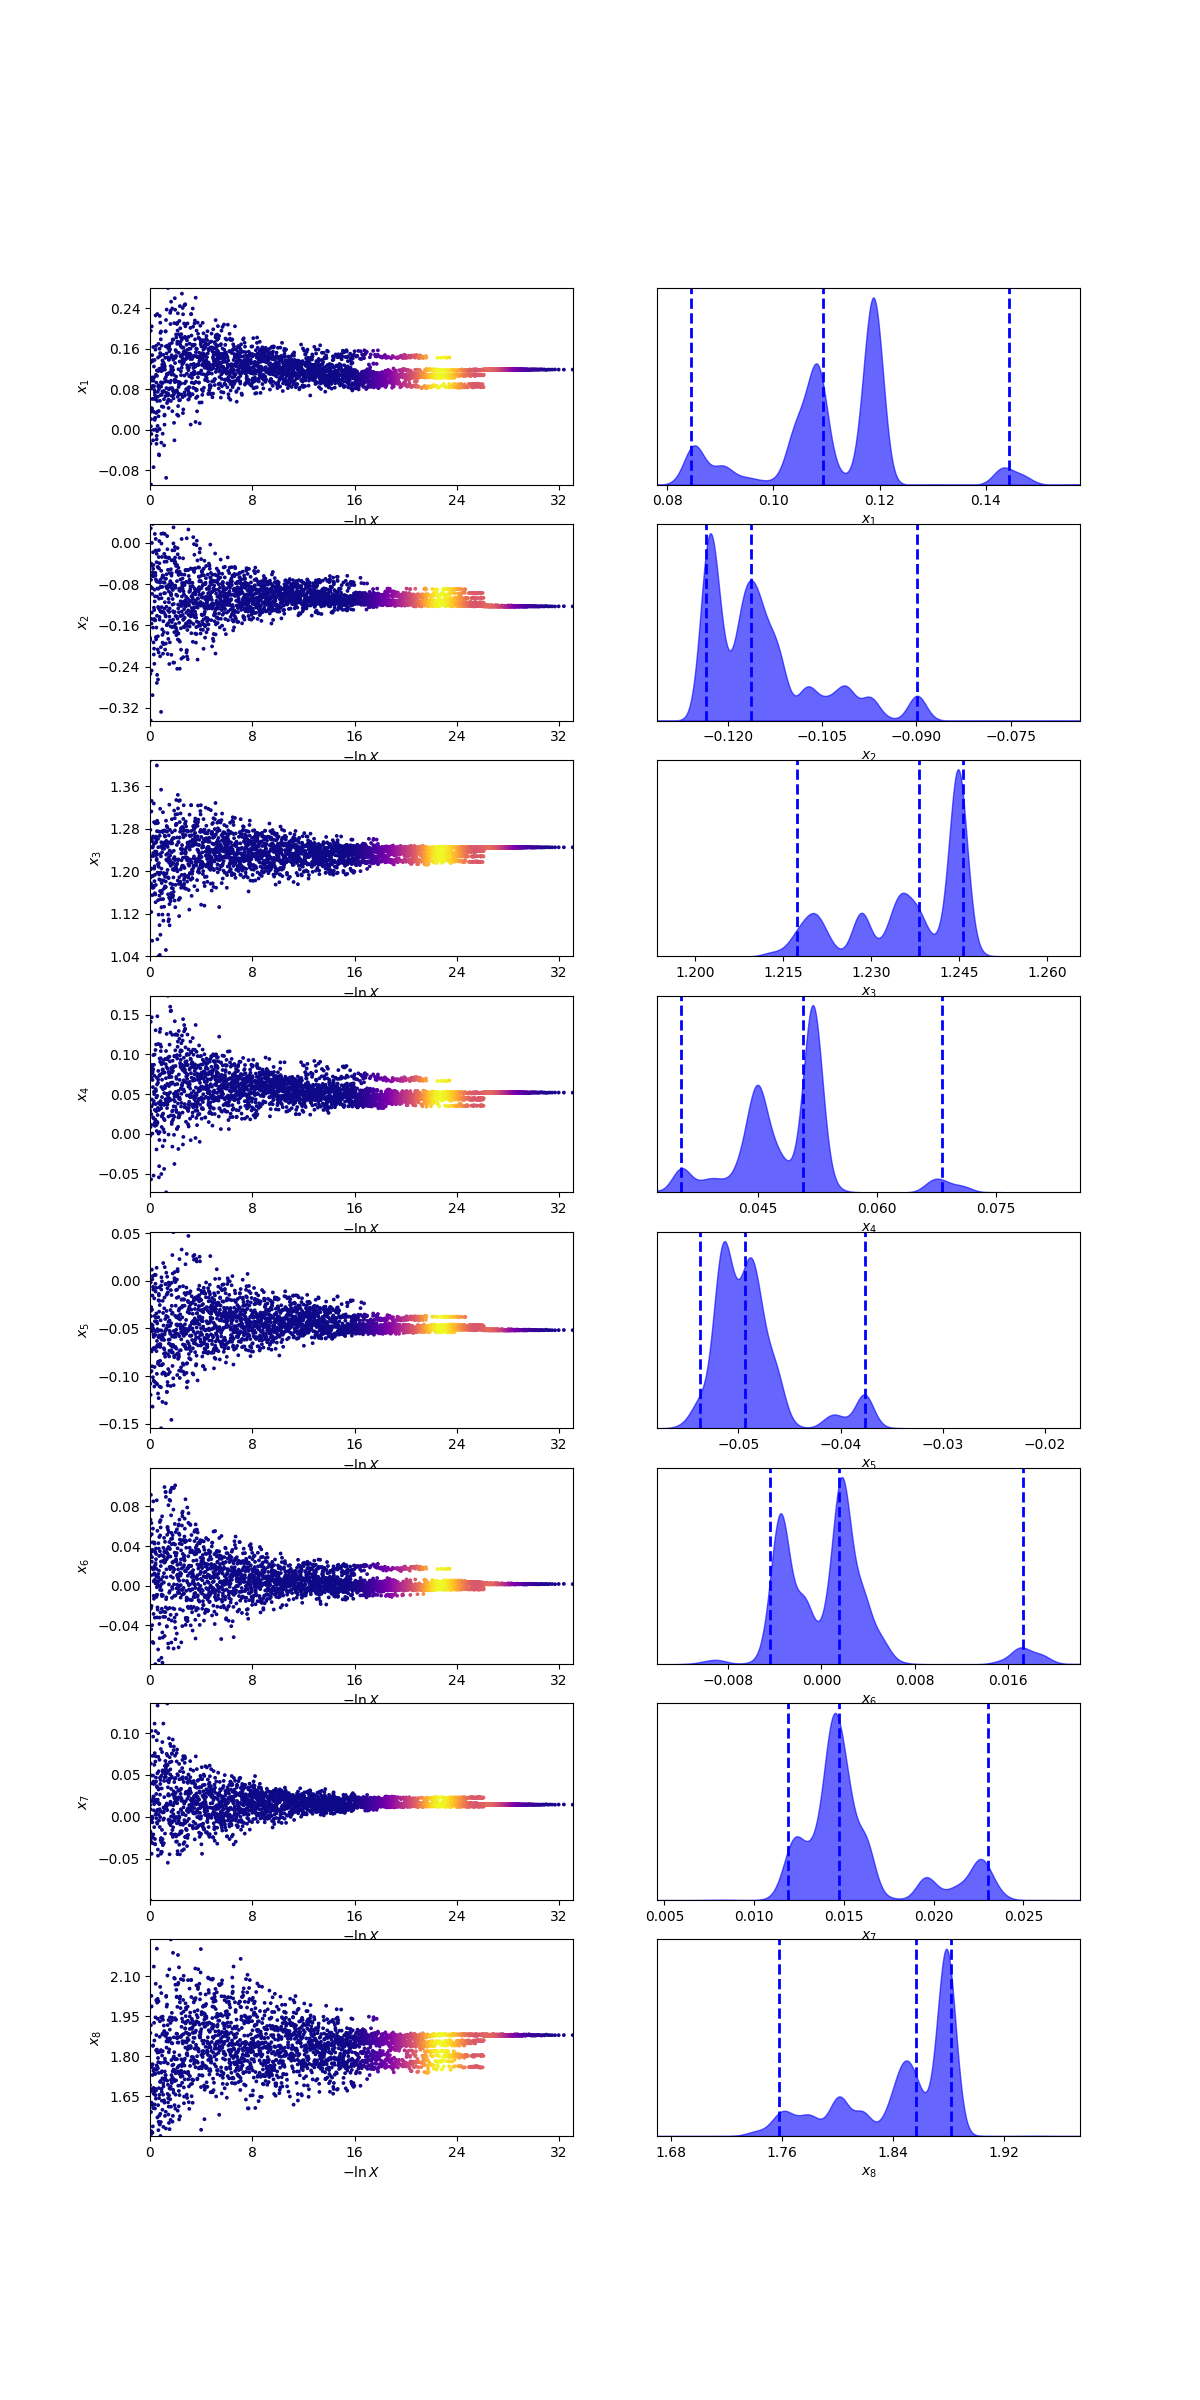 0.24
0.16
0.08
0.00
−0.08
x₁
0 8 16 24 32
−ln X
0.08 0.10 0.12 0.14
x₁
0.00
−0.08
−0.16
−0.24
−0.32
x₂
0 8 16 24 32
−ln X
−0.120 −0.105 −0.090 −0.075
x₂
1.36
1.28
1.20
1.12
1.04
x₃
0 8 16 24 32
−ln X
1.200 1.215 1.230 1.245 1.260
x₃
0.15
0.10
0.05
0.00
−0.05
x₄
0 8 16 24 32
−ln X
0.045 0.060 0.075
x₄
0.05
0.00
−0.05
−0.10
−0.15
x₅
0 8 16 24 32
−ln X
−0.05 −0.04 −0.03 −0.02
x₅
0.08
0.04
0.00
−0.04
x₆
0 8 16 24 32
−ln X
−0.008 0.000 0.008 0.016
x₆
0.10
0.05
0.00
−0.05
x₇
0 8 16 24 32
−ln X
0.005 0.010 0.015 0.020 0.025
x₇
2.10
1.95
1.80
1.65
x₈
0 8 16 24 32
−ln X
1.68 1.76 1.84 1.92
x₈